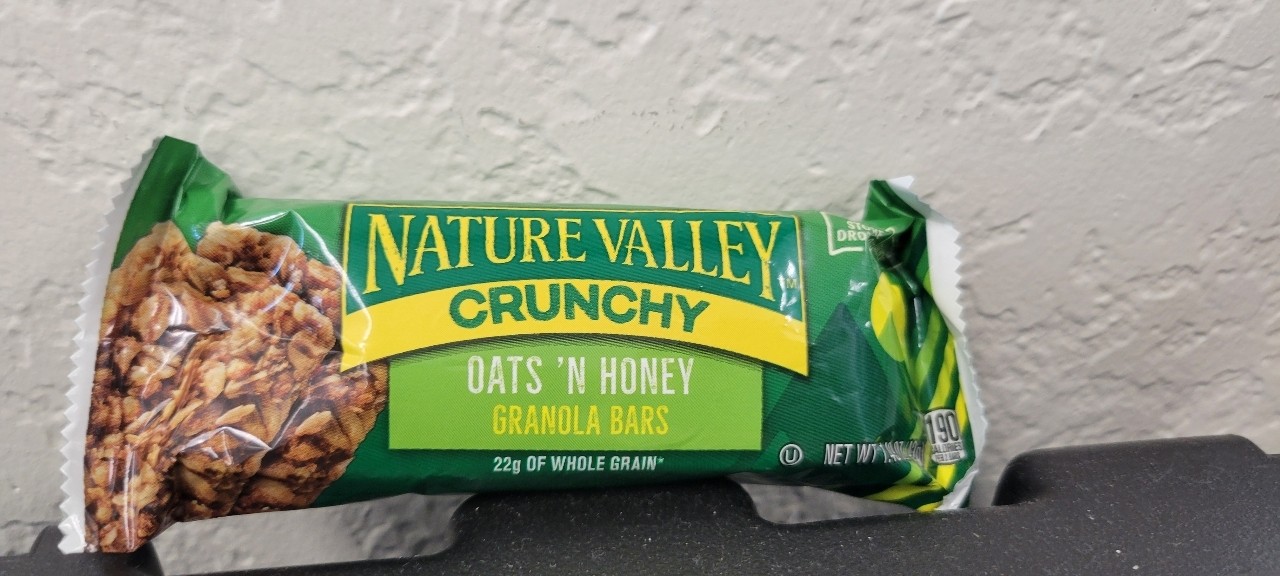 NATURE VALLEY
CRUNCHY
OATS 'N HONEY
GRANOLA BARS
22g OF WHOLE GRAIN*
U
NET WT
190